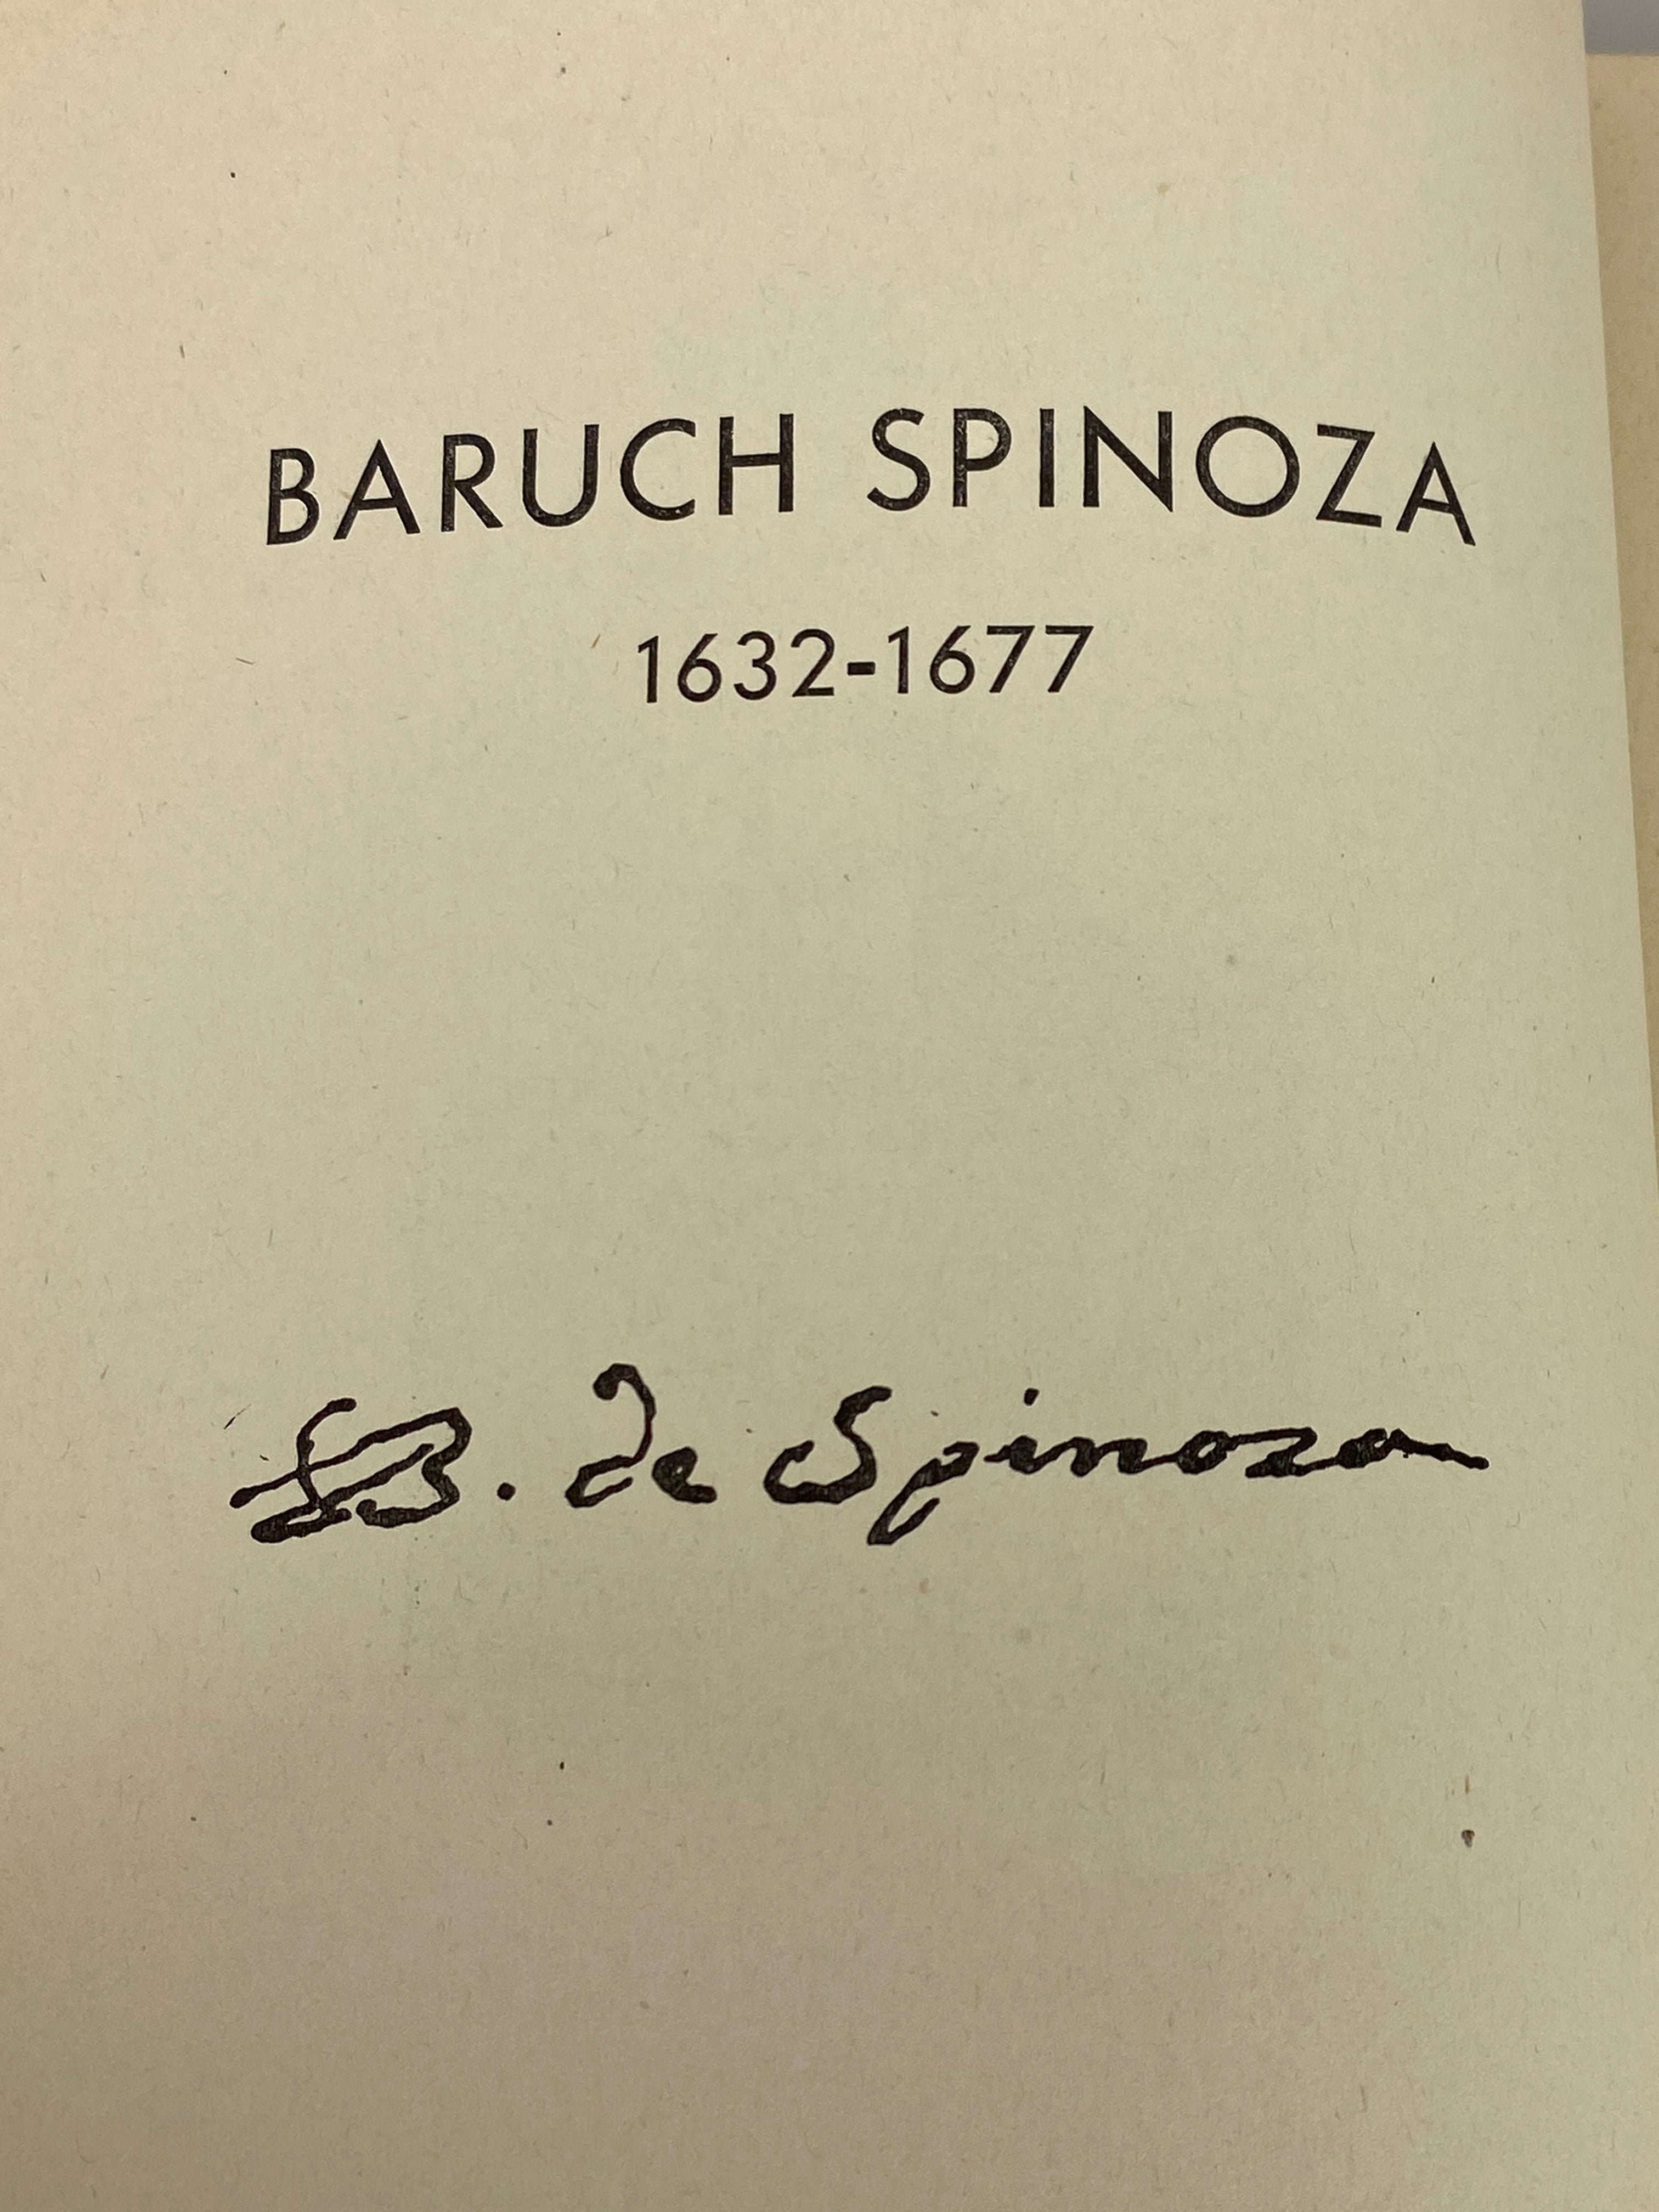 BARUCH SPINOZA
1632-1677
B. de Spinoza